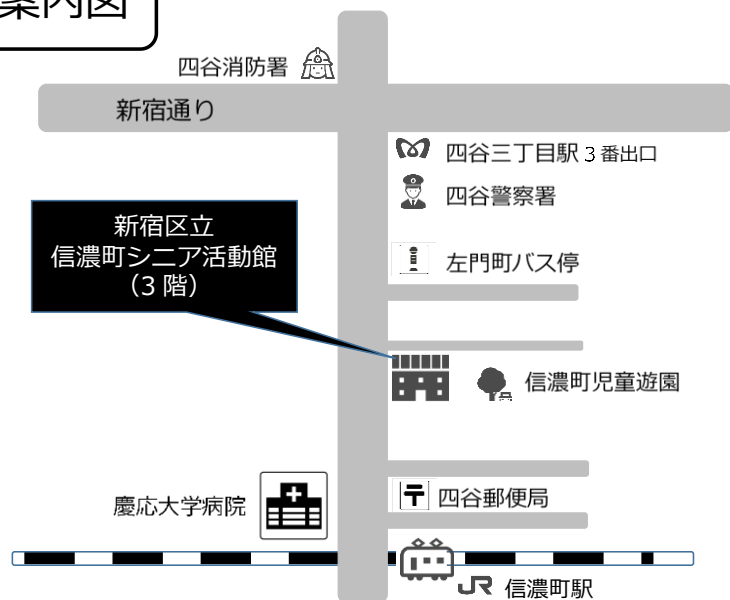 案内図
四谷消防署
新宿通り
四谷三丁目駅 3 番出口
四谷警察署
新宿区立
信濃町シニア活動館
（3 階）
左門町バス停
信濃町児童遊園
慶応大学病院
〒 四谷郵便局
JR 信濃町駅